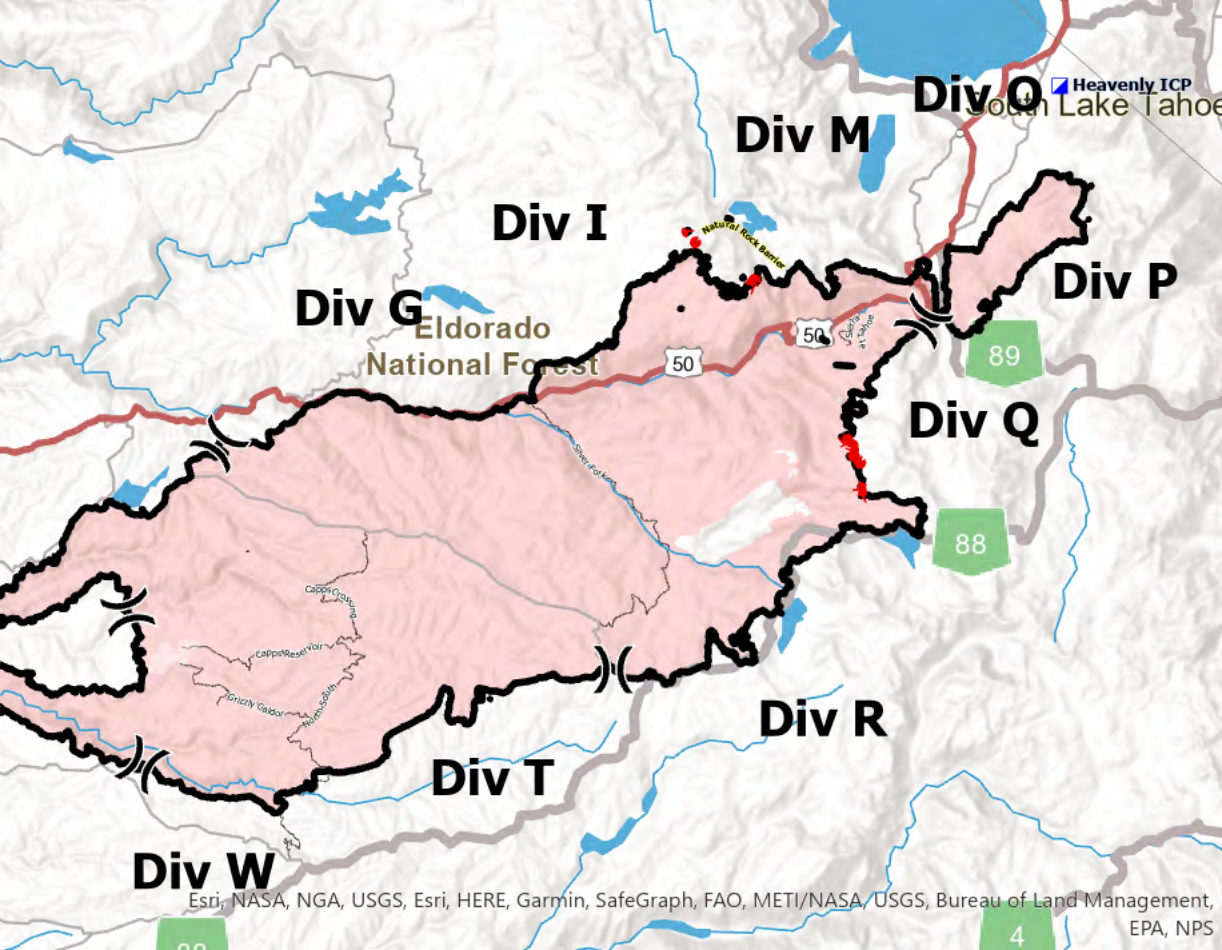 Div O
Heavenly ICP
South Lake Tahoe
Div M
Div I
Natural Rock Barrier
Div P
Div G
Eldorado
National Forest
50
50
89
Div Q
Silver Fork
88
Capps Crossing
Capps Reservoir
Grizzly Caldor
North South
Div R
Div T
Div W
Esri, NASA, NGA, USGS, Esri, HERE, Garmin, SafeGraph, FAO, METI/NASA, USGS, Bureau of Land Management,
EPA, NPS
4